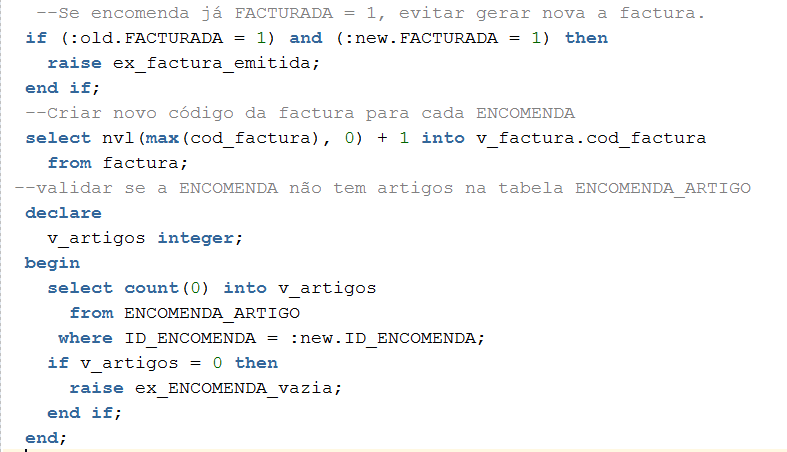 --Se encomenda já FACTURADA = 1, evitar gerar nova a factura.
if (:old.FACTURADA = 1) and (:new.FACTURADA = 1) then
raise ex_factura_emitida;
end if;
--Criar novo código da factura para cada ENCOMENDA
select nvl(max(cod_factura), 0) + 1 into v_factura.cod_factura
from factura;
--validar se a ENCOMENDA não tem artigos na tabela ENCOMENDA_ARTIGO
declare
v_artigos integer;
begin
select count(0) into v_artigos
from ENCOMENDA_ARTIGO
where ID_ENCOMENDA = :new.ID_ENCOMENDA;
if v_artigos = 0 then
raise ex_ENCOMENDA_vazia;
end if;
end;